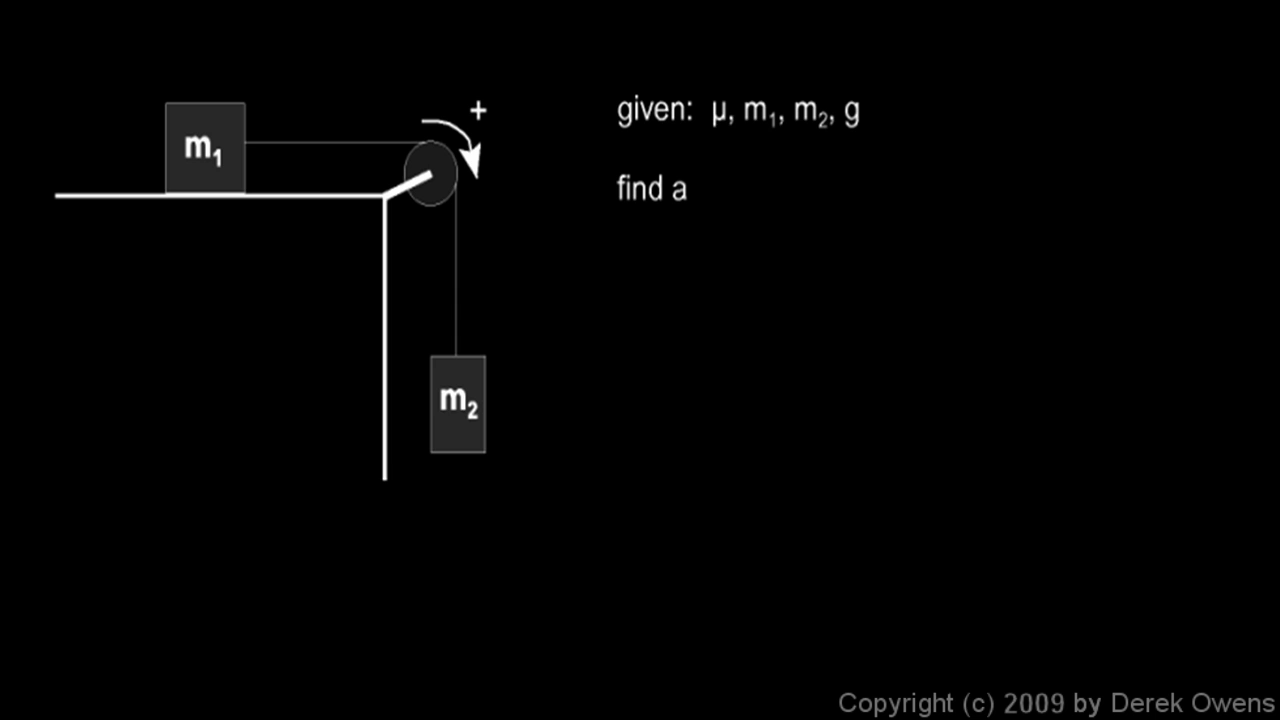 m₁
+
given: μ, m₁, m₂, g
find a
m₂
Copyright (c) 2009 by Derek Owens